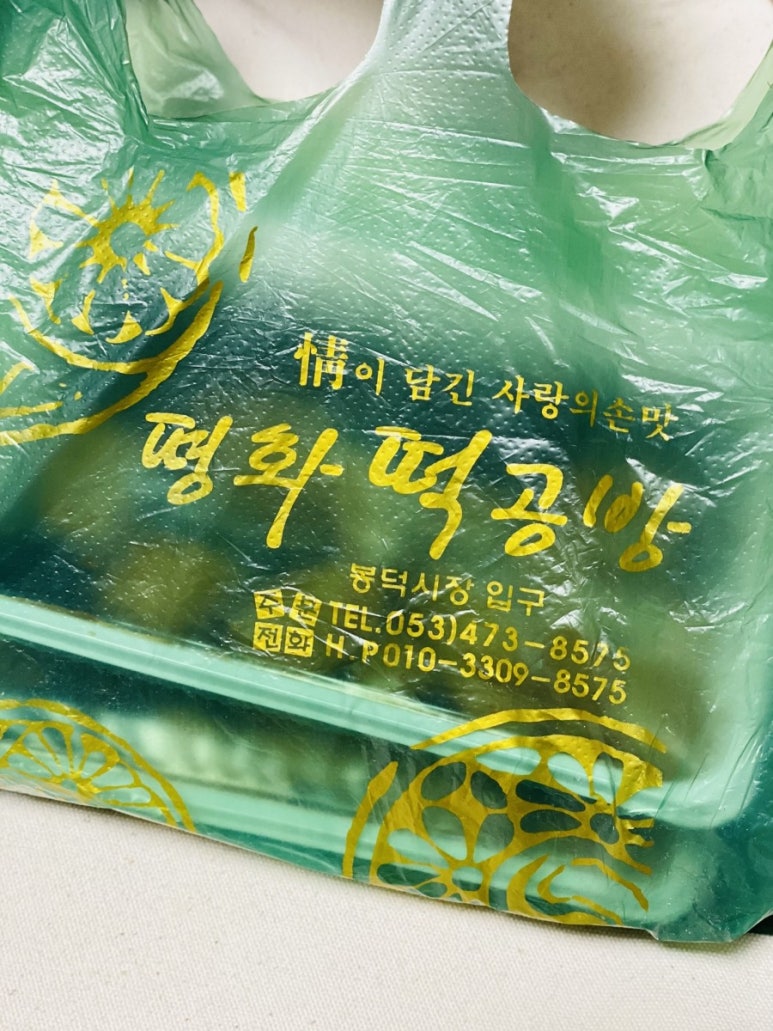 情이 담긴 사랑의손맛
평화떡공방
봉덕시장 입구
주문 TEL.053)473-8575
전화 H.P010-3309-8575